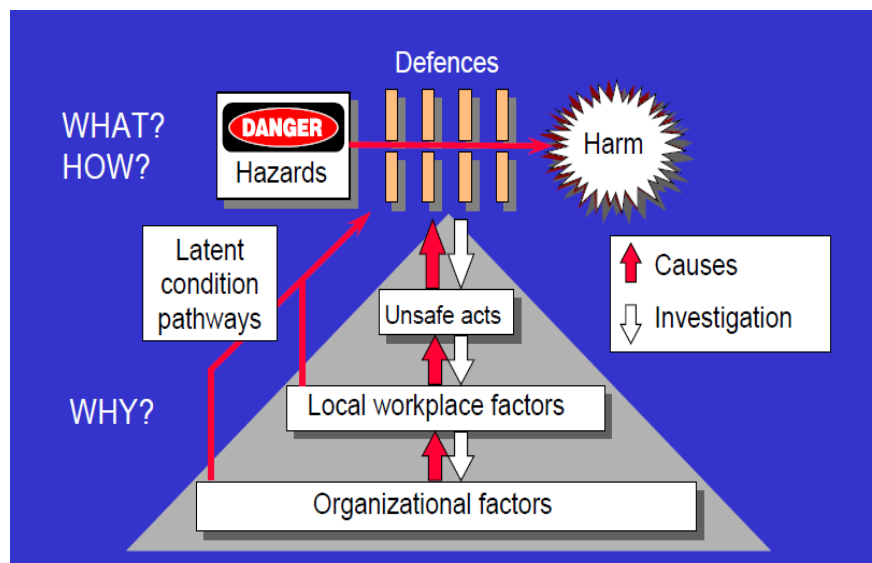 Defences
WHAT?
HOW?
DANGER
Hazards
Harm
Latent
condition
pathways
Causes
Investigation
Unsafe acts
WHY?
Local workplace factors
Organizational factors